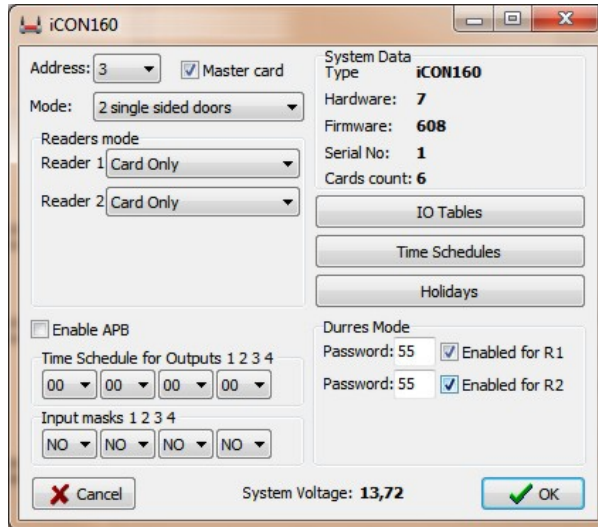 iCON160
Address: 3 Master card
Mode: 2 single sided doors
Readers mode
Reader 1 Card Only
Reader 2 Card Only
System Data
Type iCON160
Hardware: 7
Firmware: 608
Serial No: 1
Cards count: 6
IO Tables
Time Schedules
Holidays
Enable APB
Time Schedule for Outputs 1 2 3 4
00 00 00 00
Input masks 1 2 3 4
NO NO NO NO
Durres Mode
Password: 55 Enabled for R1
Password: 55 Enabled for R2
Cancel
System Voltage: 13,72
OK